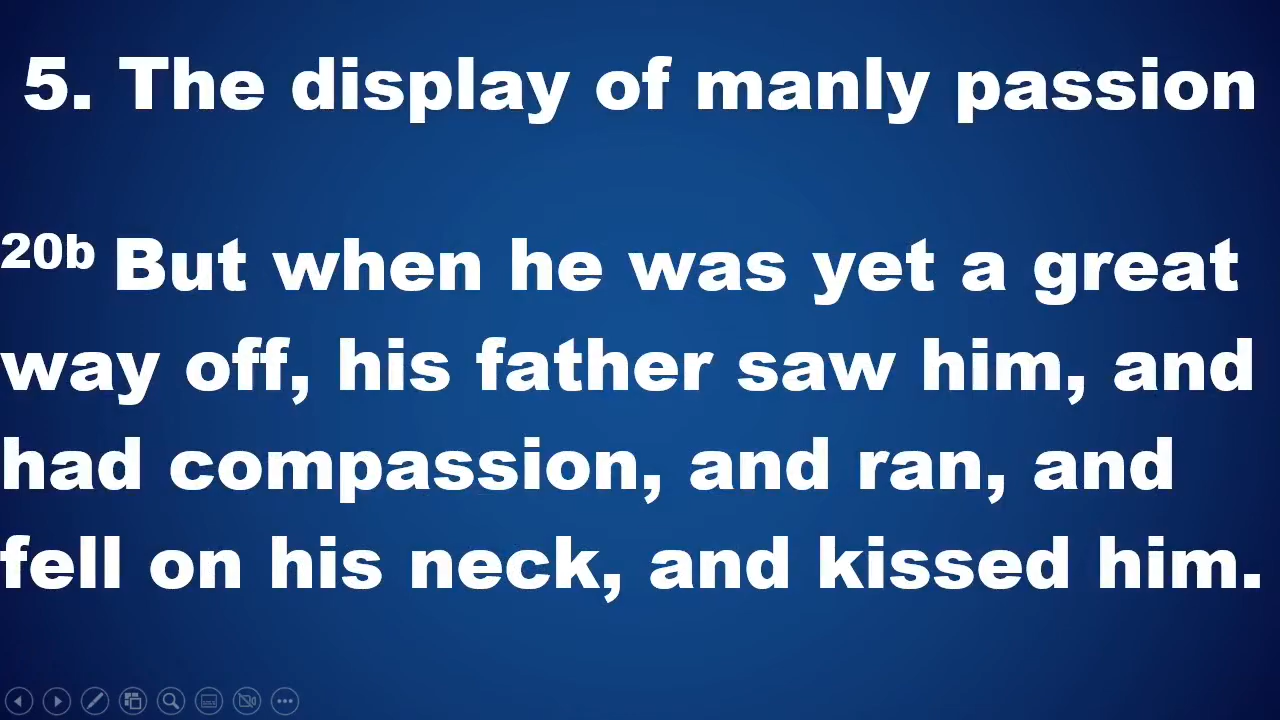 5. The display of manly passion
20b But when he was yet a great
way off, his father saw him, and
had compassion, and ran, and
fell on his neck, and kissed him.